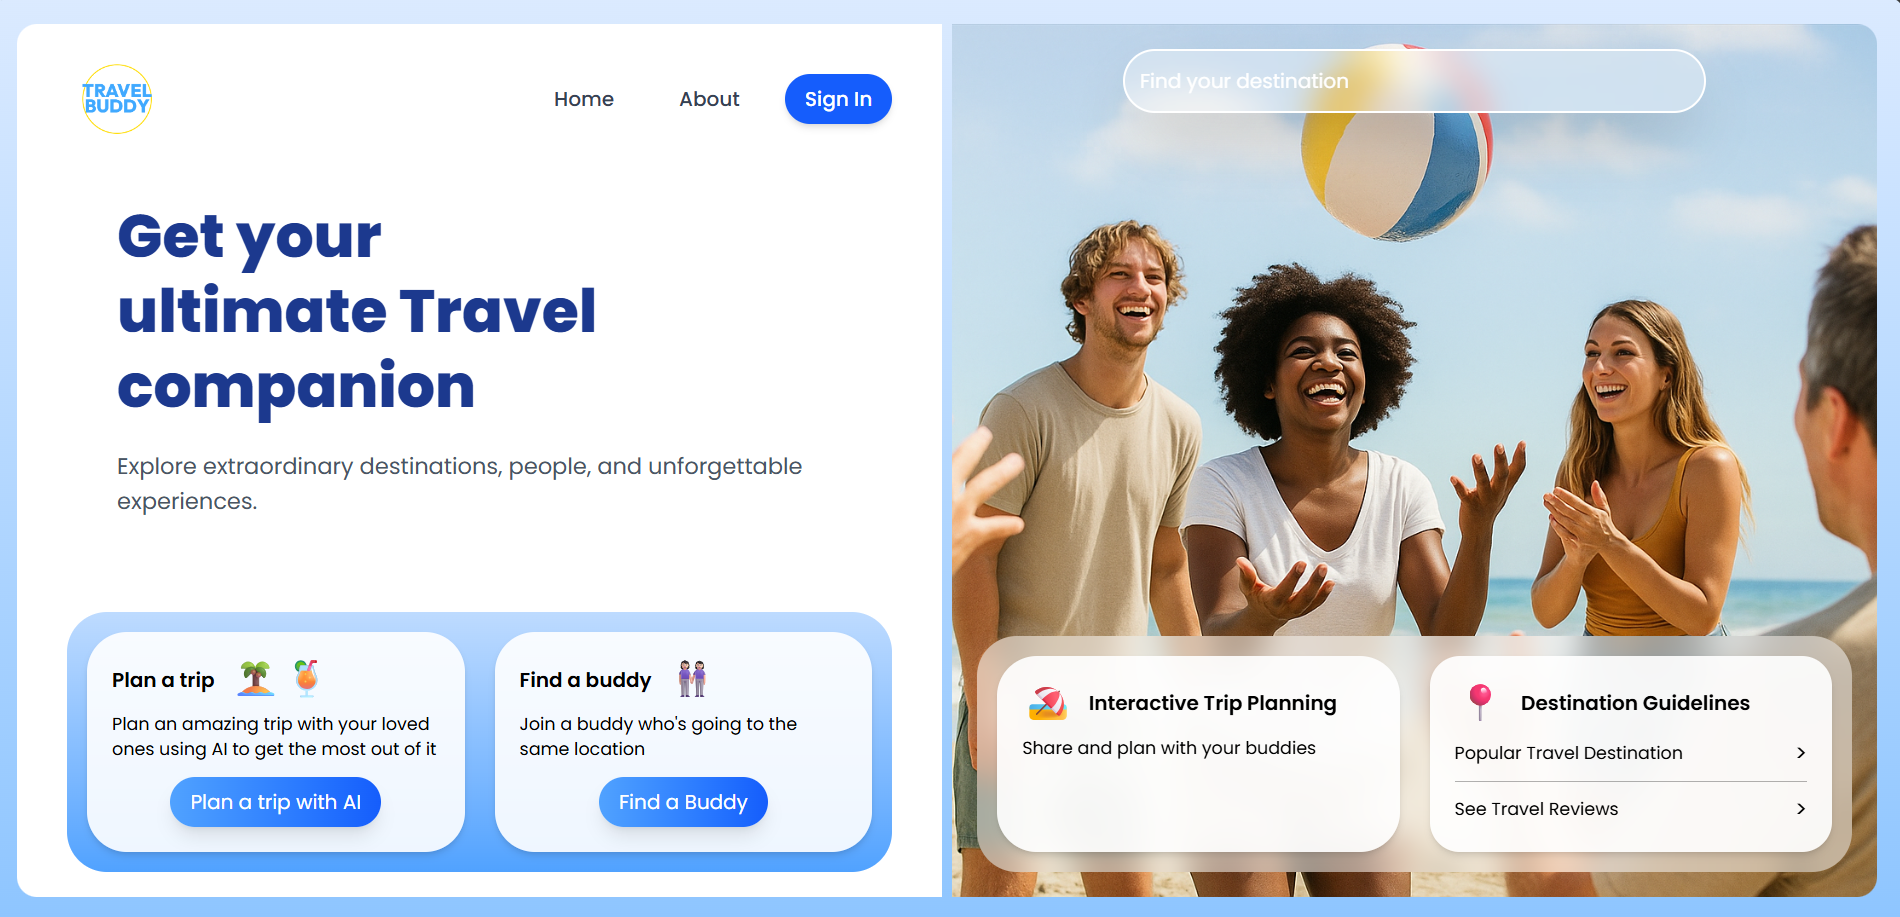 TRAVEL
BUDDY
Home
About
Sign In
Get your
ultimate Travel
companion
Explore extraordinary destinations, people, and unforgettable
experiences.
Plan a trip
Plan an amazing trip with your loved
ones using AI to get the most out of it
Plan a trip with AI
Find a buddy
Join a buddy who's going to the
same location
Find a Buddy
Find your destination
Interactive Trip Planning
Share and plan with your buddies
Destination Guidelines
Popular Travel Destination
See Travel Reviews